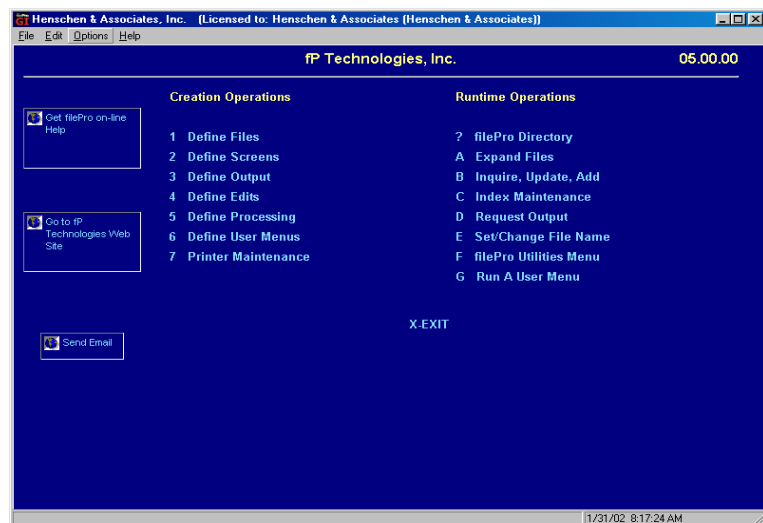 GI Henschen & Associates, Inc. (Licensed to: Henschen & Associates (Henschen & Associates))
File Edit Options Help
fP Technologies, Inc. 05.00.00
Creation Operations
Runtime Operations
Get filePro on-line
Help
Go to fP
Technologies Web
Site
Send Email
1 Define Files
2 Define Screens
3 Define Output
4 Define Edits
5 Define Processing
6 Define User Menus
7 Printer Maintenance
? filePro Directory
A Expand Files
B Inquire, Update, Add
C Index Maintenance
D Request Output
E Set/Change File Name
F filePro Utilities Menu
G Run A User Menu
X-EXIT
1/31/02 8:17:24 AM